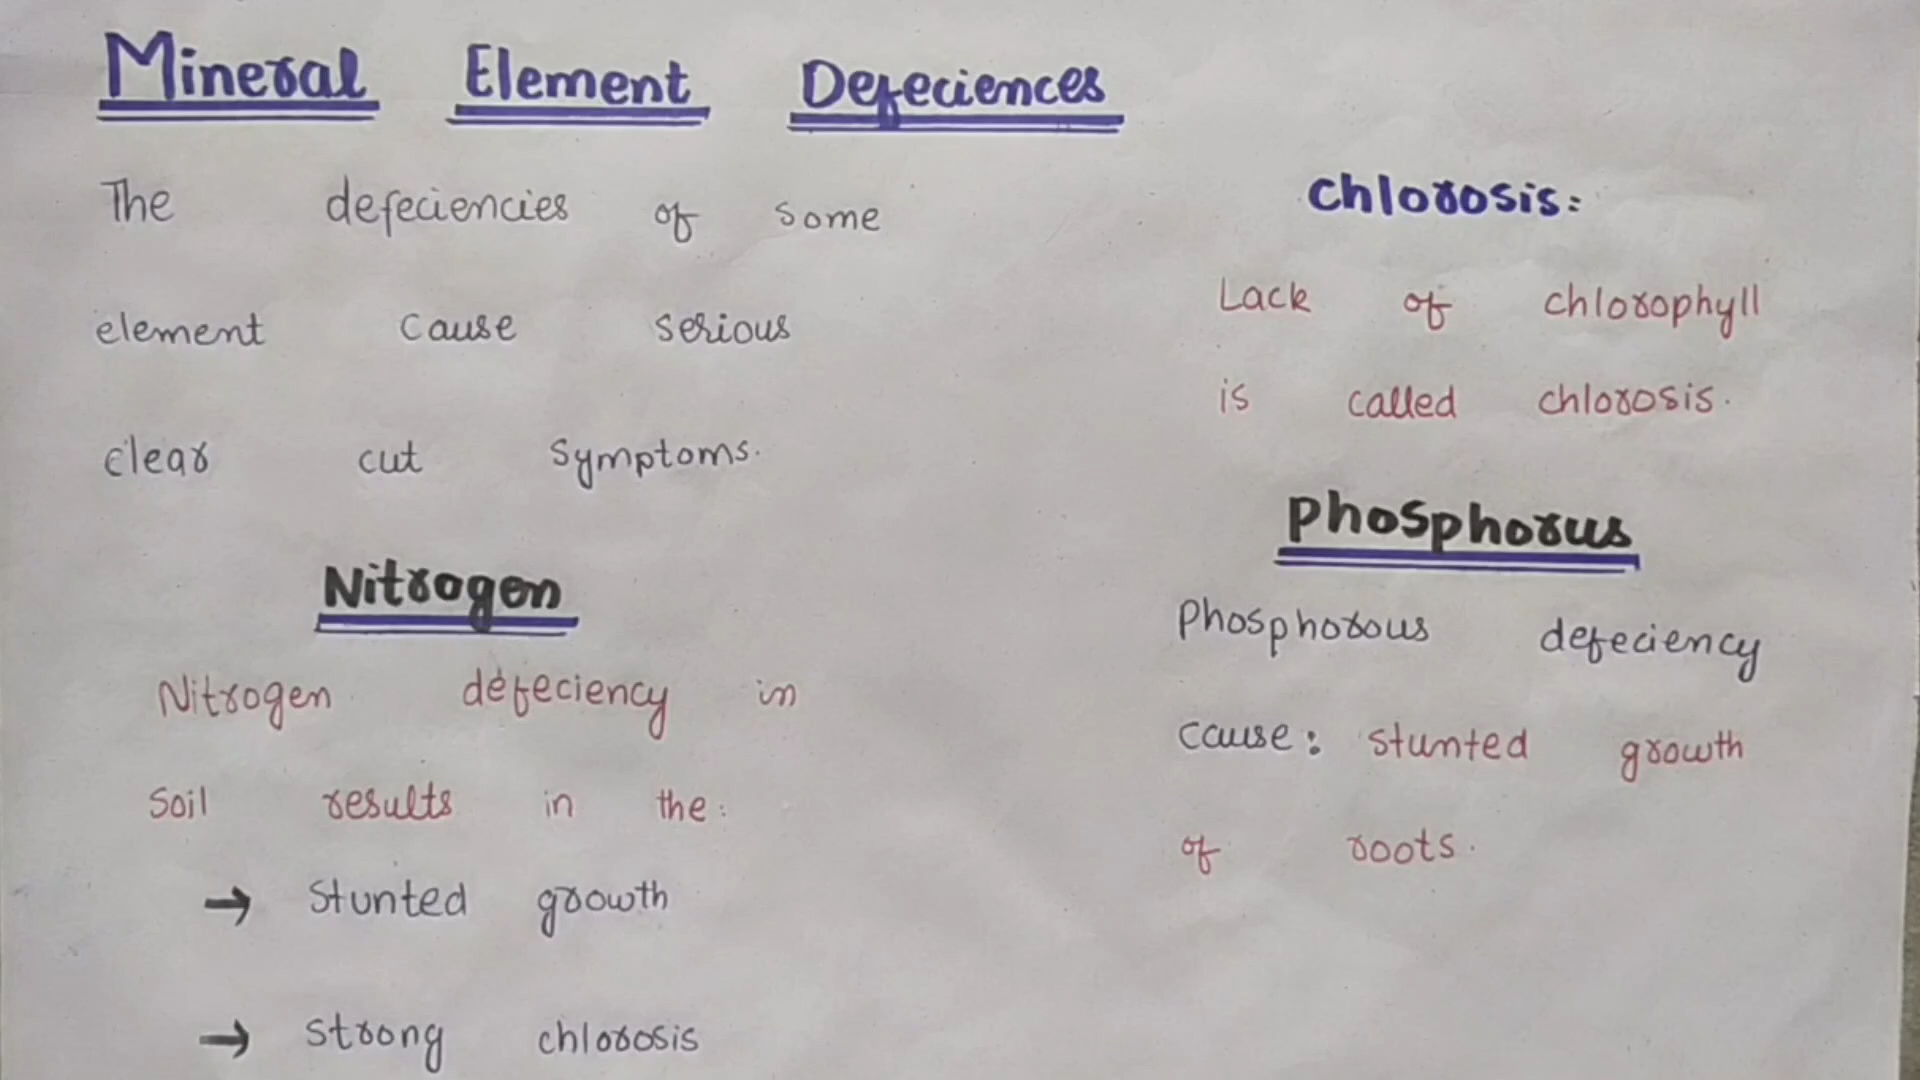 Mineral Element Defeciences
The defeciencies of some
element cause serious
clear cut symptoms.
Nitrogen
Nitrogen defeciency in
soil results in the:
→ Stunted growth
→ Strong chlorosis
Chlorosis:
Lack of chlorophyll
is called chlorosis.
Phosphorus
Phosphorous defeciency
cause: stunted growth
of roots.